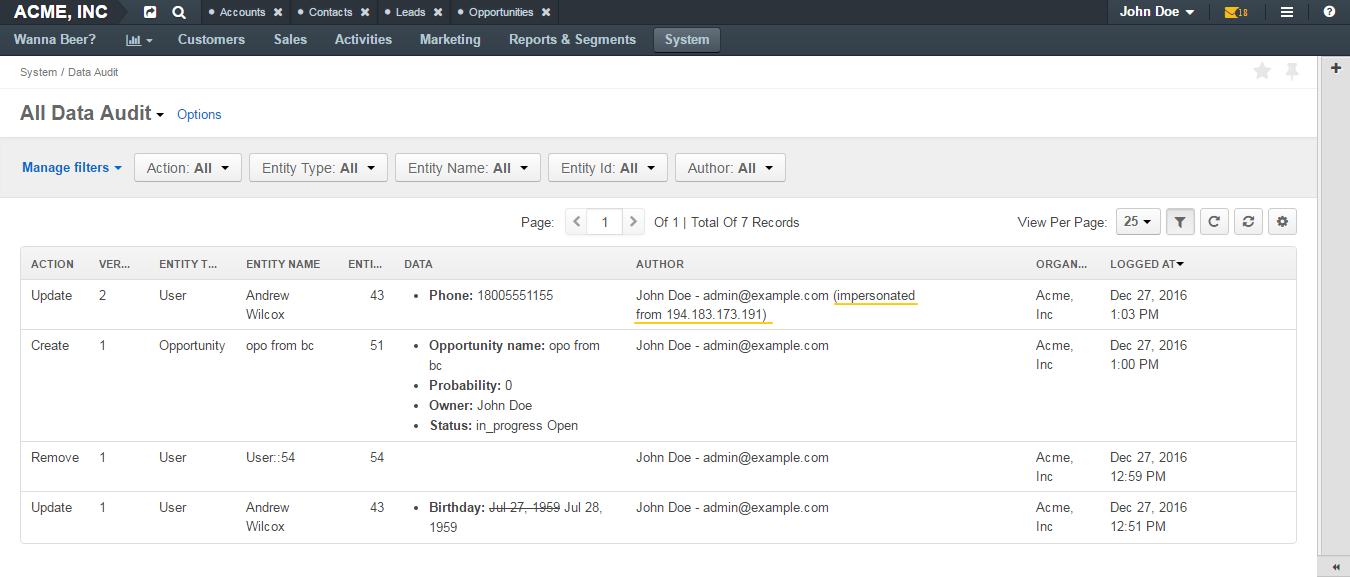 ACME, INC Accounts Contacts Leads Opportunities John Doe 18
Wanna Beer? Customers Sales Activities Marketing Reports & Segments System
System / Data Audit
All Data Audit Options
Manage filters Action: All Entity Type: All Entity Name: All Entity Id: All Author: All
Page: 1 Of 1 | Total Of 7 Records View Per Page: 25
ACTION VER... ENTITY T... ENTITY NAME ENTI... DATA AUTHOR ORGAN... LOGGED AT
Update 2 User Andrew 43 • Phone: 18005551155 John Doe - admin@example.com (impersonated Acme, Dec 27, 2016
Wilcox from 194.183.173.191) Inc 1:03 PM
Create 1 Opportunity opo from bc 51 • Opportunity name: opo from John Doe - admin@example.com Acme, Dec 27, 2016
bc Inc 1:00 PM
• Probability: 0
• Owner: John Doe
• Status: in_progress Open
Remove 1 User User::54 54 John Doe - admin@example.com Acme, Dec 27, 2016
Inc 12:59 PM
Update 1 User Andrew 43 • Birthday: Jul 27, 1959 Jul 28, John Doe - admin@example.com Acme, Dec 27, 2016
Wilcox 1959 Inc 12:51 PM